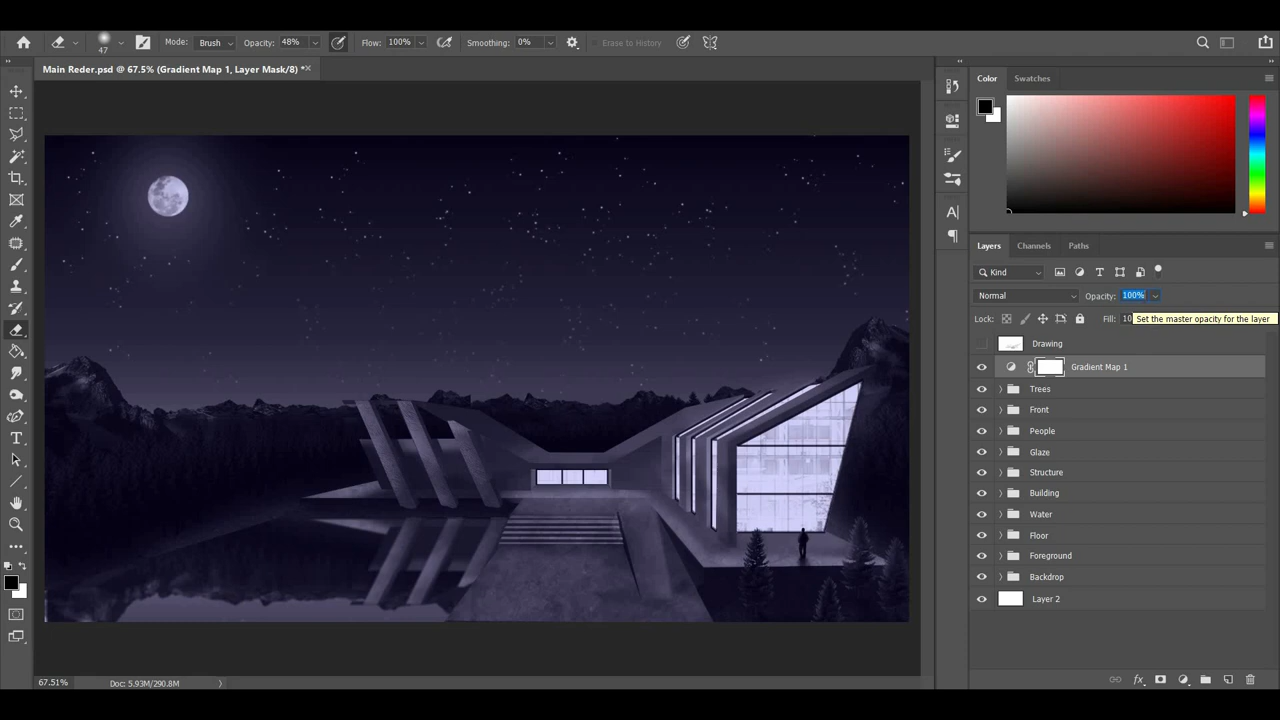 47
Mode: Brush Opacity: 48% Flow: 100% Smoothing: 0% Erase to History
Main Reder.psd @ 67.5% (Gradient Map 1, Layer Mask/8) *
Color Swatches
Layers Channels Paths
Kind
Normal Opacity: 100%
Lock: Fill: 10 Set the master opacity for the layer
Drawing
Gradient Map 1
Trees
Front
People
Glaze
Structure
Building
Water
Floor
Foreground
Backdrop
Layer 2
67.51% Doc: 5.93M/290.8M